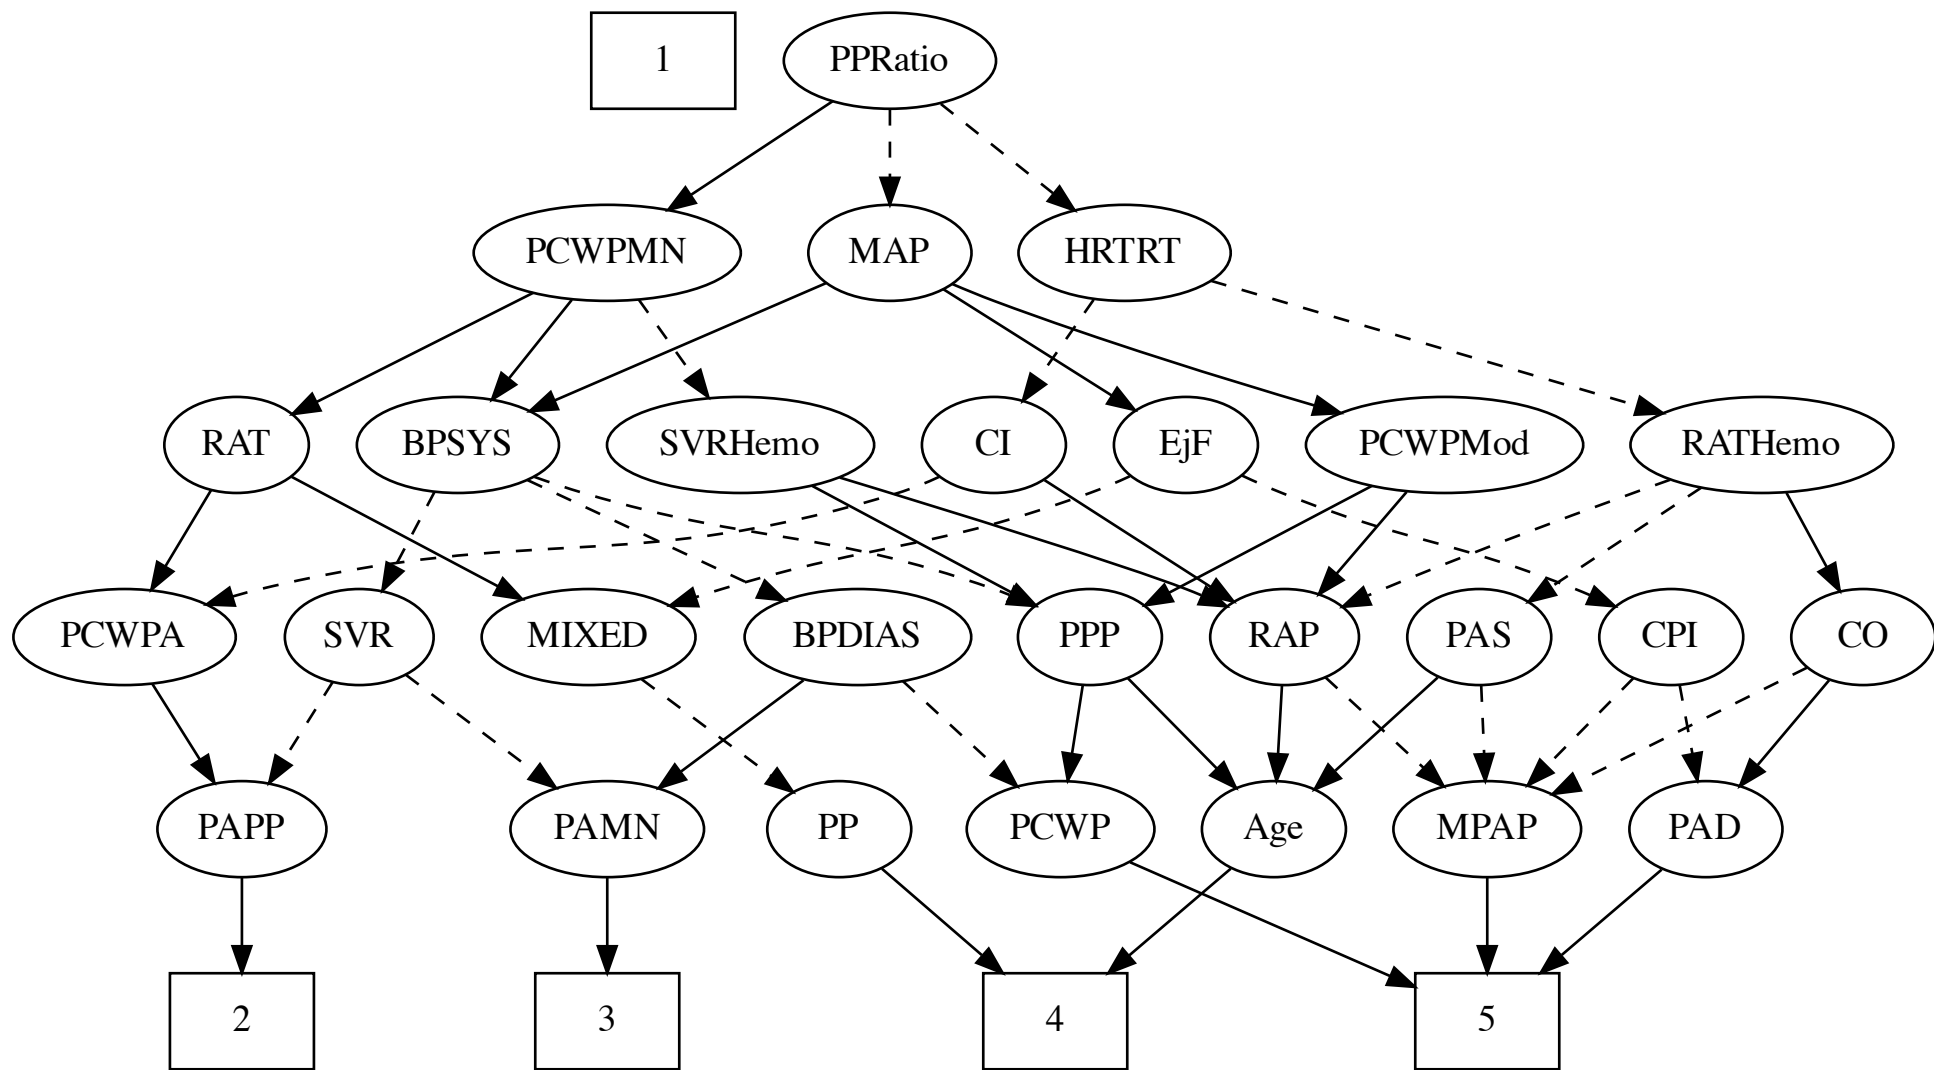 1
PPRatio
PCWPMN
MAP
HRTRT
RAT
BPSYS
SVRHemo
CI
EjF
PCWPMod
RATHemo
PCWPA
SVR
MIXED
BPDIAS
PPP
RAP
PAS
CPI
CO
PAPP
PAMN
PP
PCWP
Age
MPAP
PAD
2
3
4
5